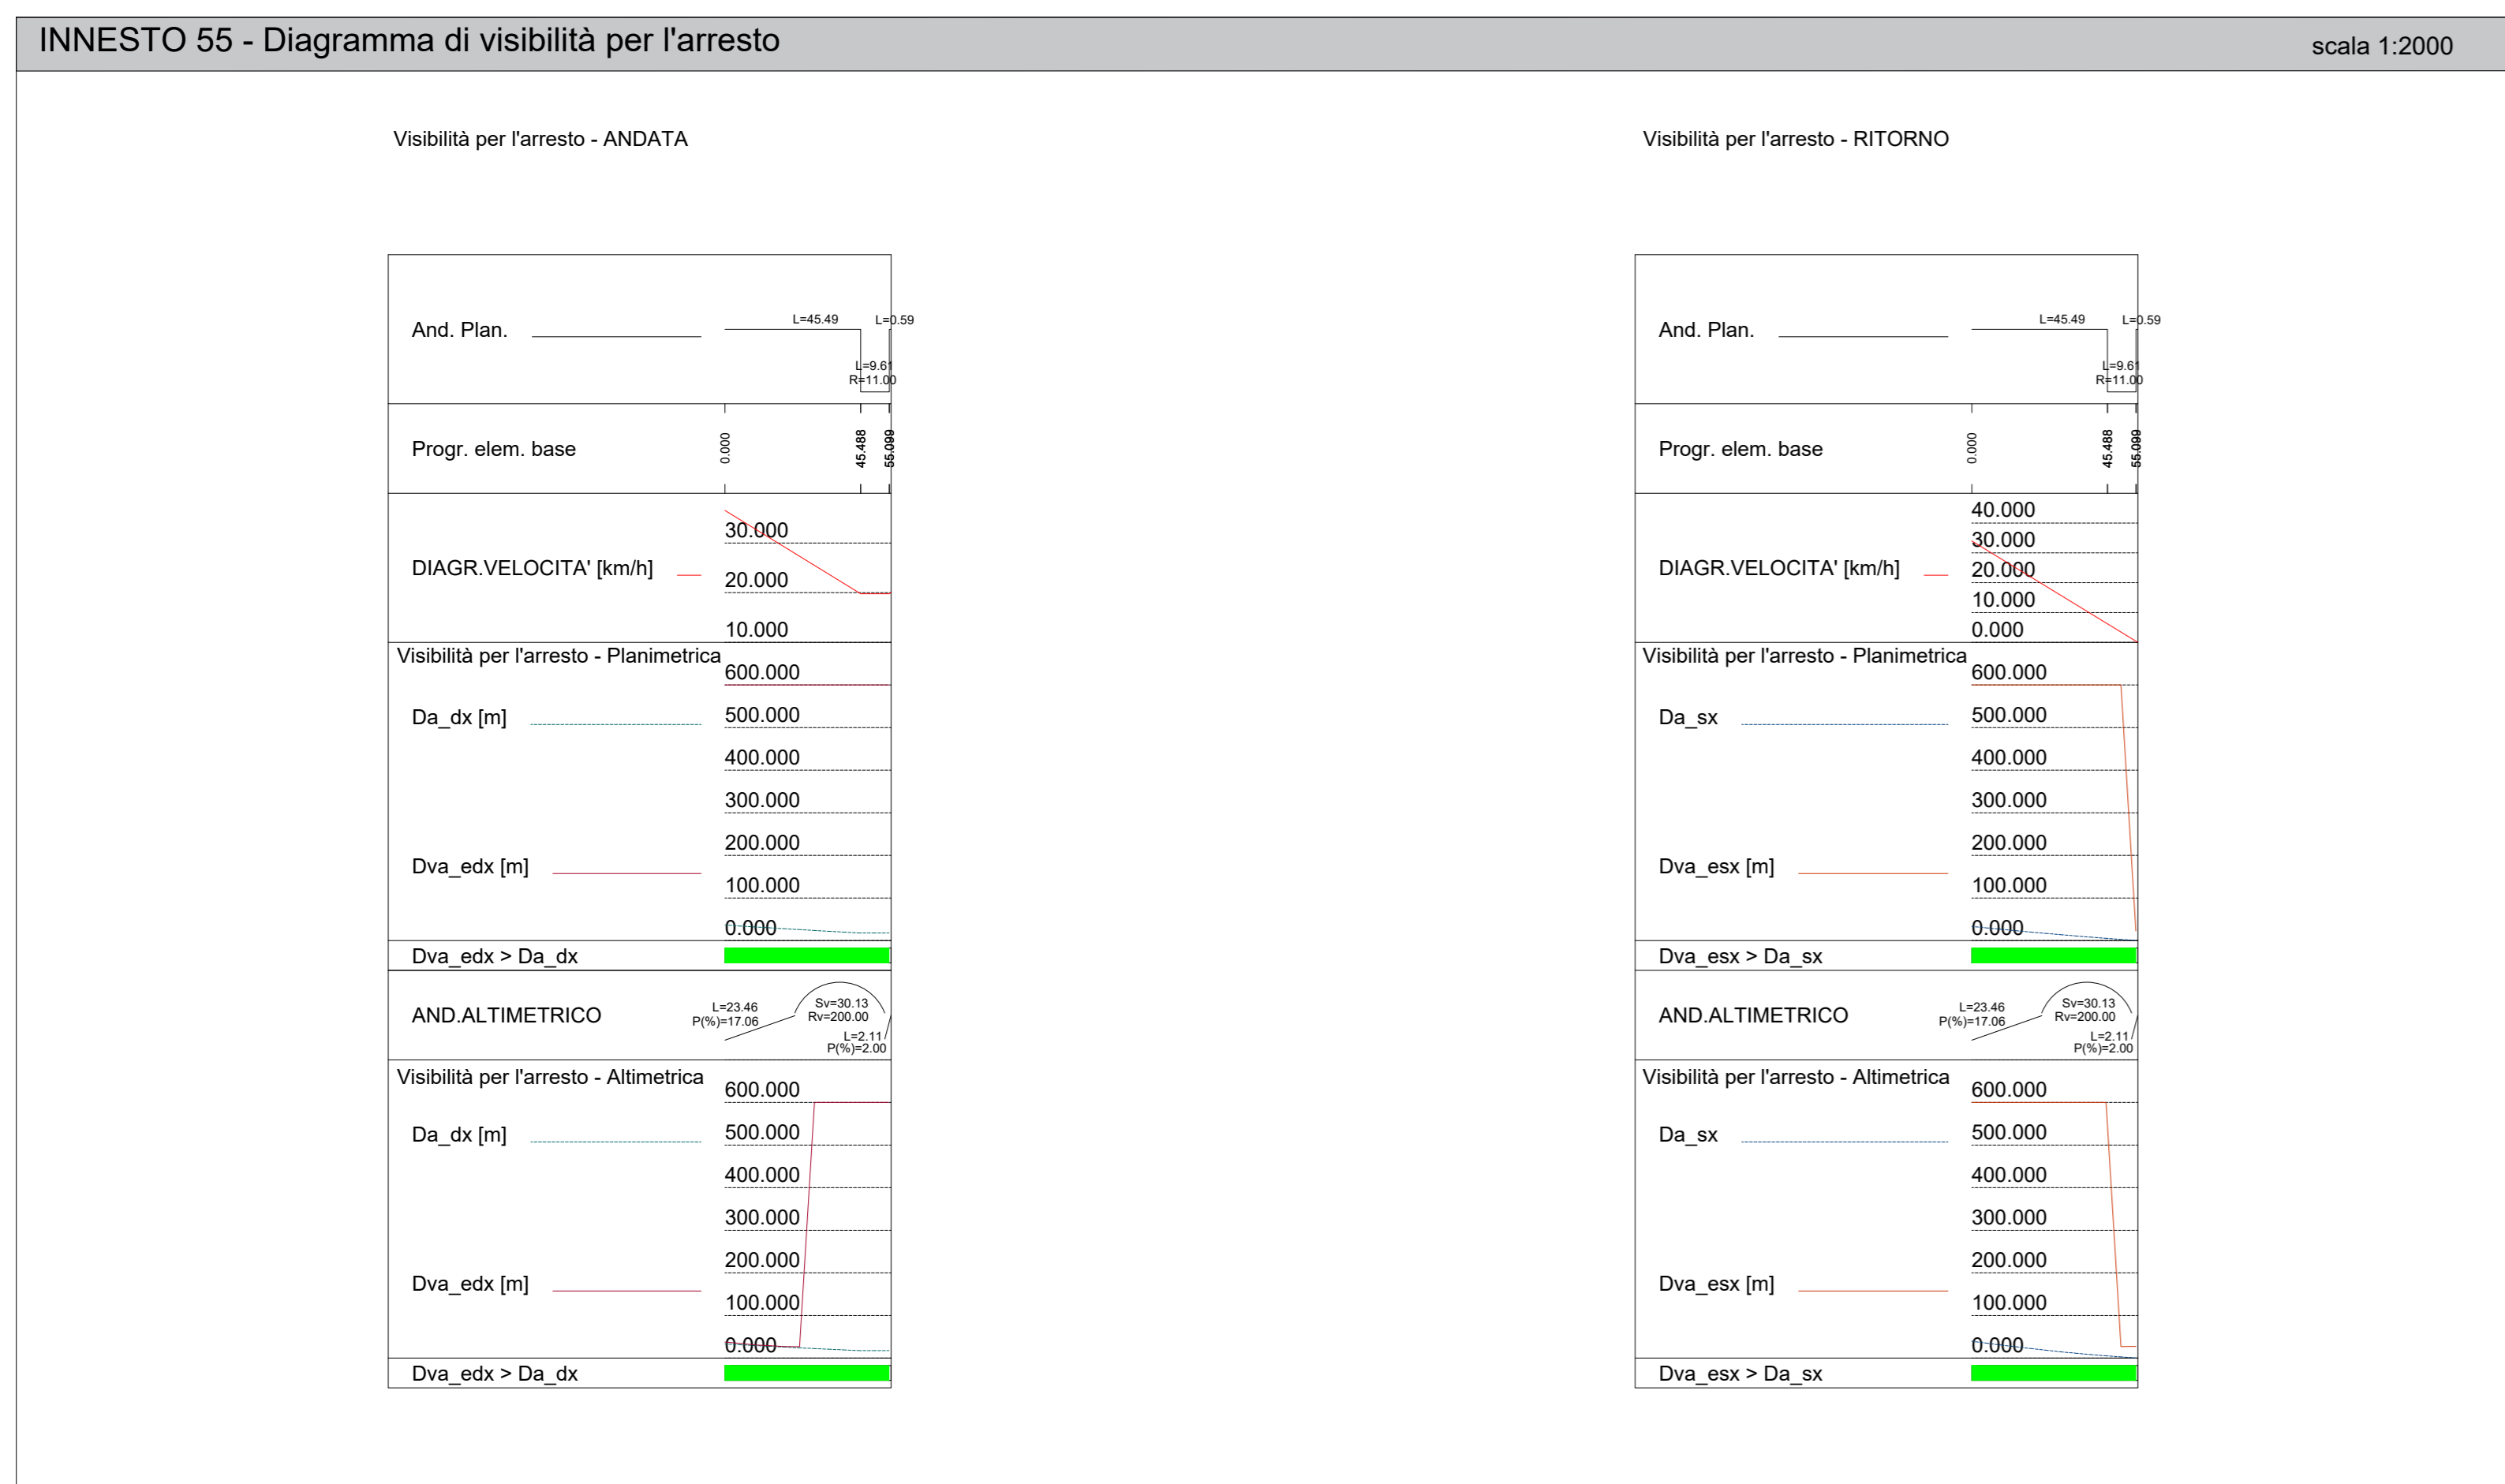 INNESTO 55 - Diagramma di visibilità per l'arresto
scala 1:2000
Visibilità per l'arresto - ANDATA
And. Plan.
L=45.49
L=0.59
L=9.61
R=11.00
Progr. elem. base
0.000
45.488
55.099
DIAGR.VELOCITA' [km/h]
30.000
20.000
10.000
Visibilità per l'arresto - Planimetrica
600.000
Da_dx [m]
500.000
400.000
300.000
200.000
Dva_edx [m]
100.000
0.000
Dva_edx > Da_dx
AND.ALTIMETRICO
L=23.46
P(%)=17.06
Sv=30.13
Rv=200.00
L=2.11
P(%)=2.00
Visibilità per l'arresto - Altimetrica
600.000
Da_dx [m]
500.000
400.000
300.000
200.000
Dva_edx [m]
100.000
0.000
Dva_edx > Da_dx
Visibilità per l'arresto - RITORNO
And. Plan.
L=45.49
L=0.59
L=9.61
R=11.00
Progr. elem. base
0.000
45.488
55.099
DIAGR.VELOCITA' [km/h]
40.000
30.000
20.000
10.000
0.000
Visibilità per l'arresto - Planimetrica
600.000
Da_sx
500.000
400.000
300.000
200.000
Dva_esx [m]
100.000
0.000
Dva_esx > Da_sx
AND.ALTIMETRICO
L=23.46
P(%)=17.06
Sv=30.13
Rv=200.00
L=2.11
P(%)=2.00
Visibilità per l'arresto - Altimetrica
600.000
Da_sx
500.000
400.000
300.000
200.000
Dva_esx [m]
100.000
0.000
Dva_esx > Da_sx